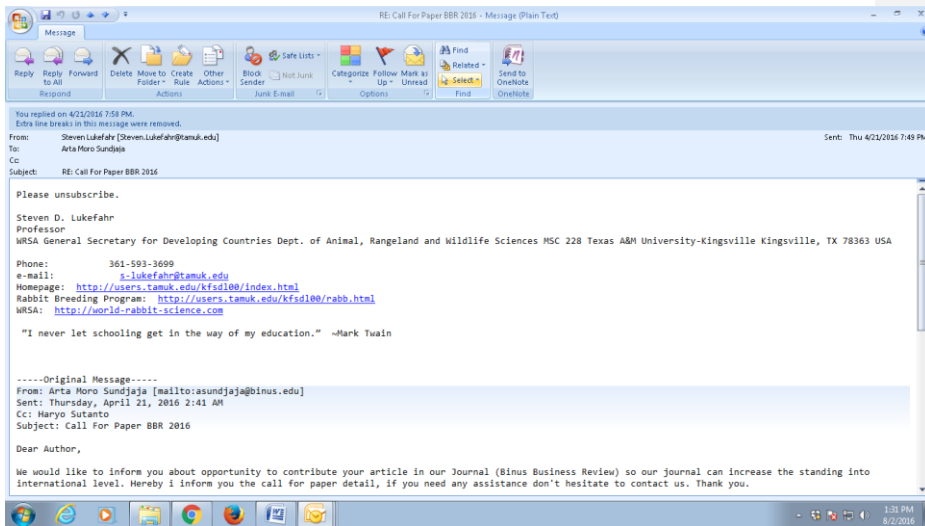 RE: Call For Paper BBR 2016 - Message (Plain Text)
Message
Reply Reply to All Forward Delete Move to Folder Create Rule Other Actions Block Sender Safe Lists Not Junk Categorize Follow Up Mark as Unread Find Related Select Send to OneNote
Respond Actions Junk E-mail Options Find OneNote
You replied on 4/21/2016 7:58 PM.
Extra line breaks in this message were removed.
From: Steven Lukefahr [Steven.Lukefahr@tamuk.edu] Sent: Thu 4/21/2016 7:49 PM
To: Arta Moro Sundjaja
Cc:
Subject: RE: Call For Paper BBR 2016
Please unsubscribe.
Steven D. Lukefahr
Professor
WRSA General Secretary for Developing Countries Dept. of Animal, Rangeland and Wildlife Sciences MSC 228 Texas A&M University-Kingsville Kingsville, TX 78363 USA
Phone: 361-593-3699
e-mail: s-lukefahr@tamuk.edu
Homepage: http://users.tamuk.edu/kfsdl00/index.html
Rabbit Breeding Program: http://users.tamuk.edu/kfsdl00/rabb.html
WRSA: http://world-rabbit-science.com
“I never let schooling get in the way of my education.” ~Mark Twain
-----Original Message-----
From: Arta Moro Sundjaja [mailto:asundjaja@binus.edu]
Sent: Thursday, April 21, 2016 2:41 AM
Cc: Haryo Sutanto
Subject: Call For Paper BBR 2016
Dear Author,
We would like to inform you about opportunity to contribute your article in our Journal (Binus Business Review) so our journal can increase the standing into
international level. Hereby i inform you the call for paper detail, if you need any assistance don't hesitate to contact us. Thank you.
1:31 PM
8/2/2016